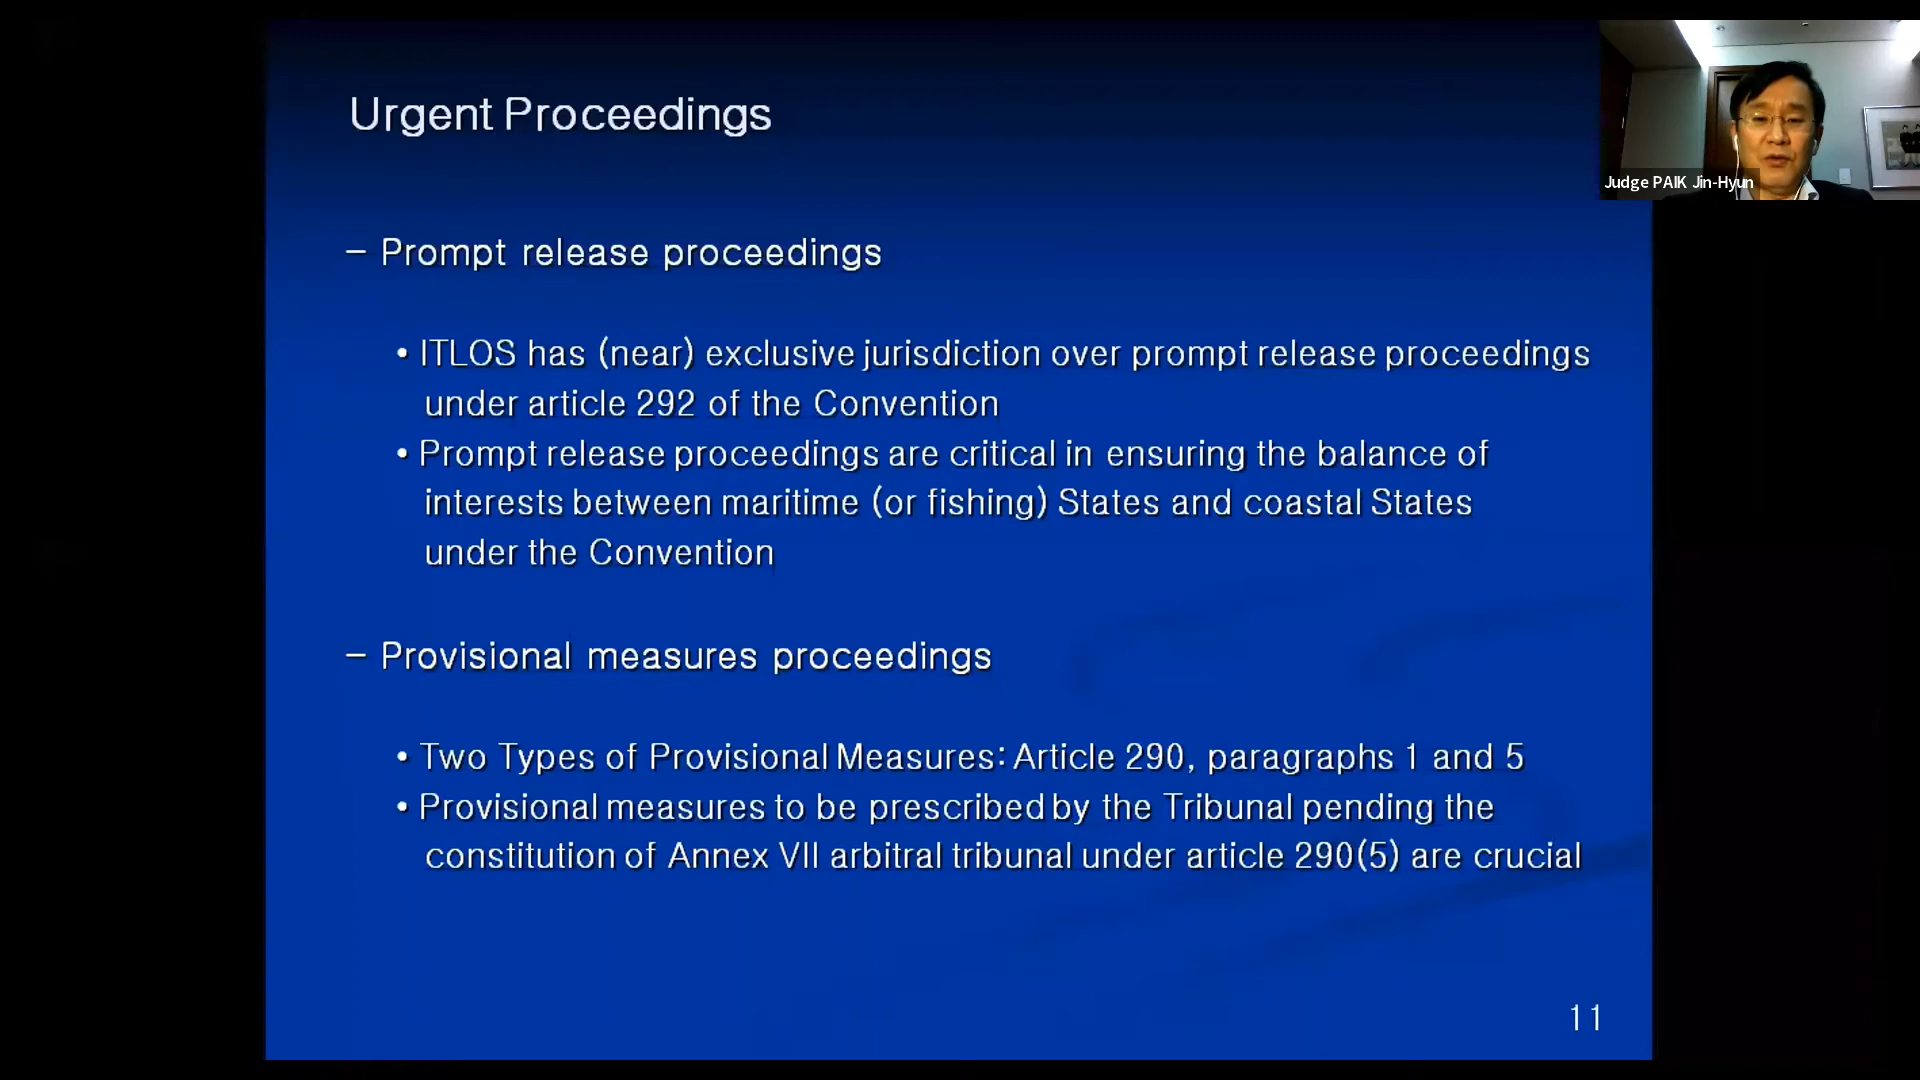 Urgent Proceedings
Judge PAIK Jin-Hyun
– Prompt release proceedings
• ITLOS has (near) exclusive jurisdiction over prompt release proceedings
under article 292 of the Convention
• Prompt release proceedings are critical in ensuring the balance of
interests between maritime (or fishing) States and coastal States
under the Convention
– Provisional measures proceedings
• Two Types of Provisional Measures: Article 290, paragraphs 1 and 5
• Provisional measures to be prescribed by the Tribunal pending the
constitution of Annex VII arbitral tribunal under article 290(5) are crucial
11